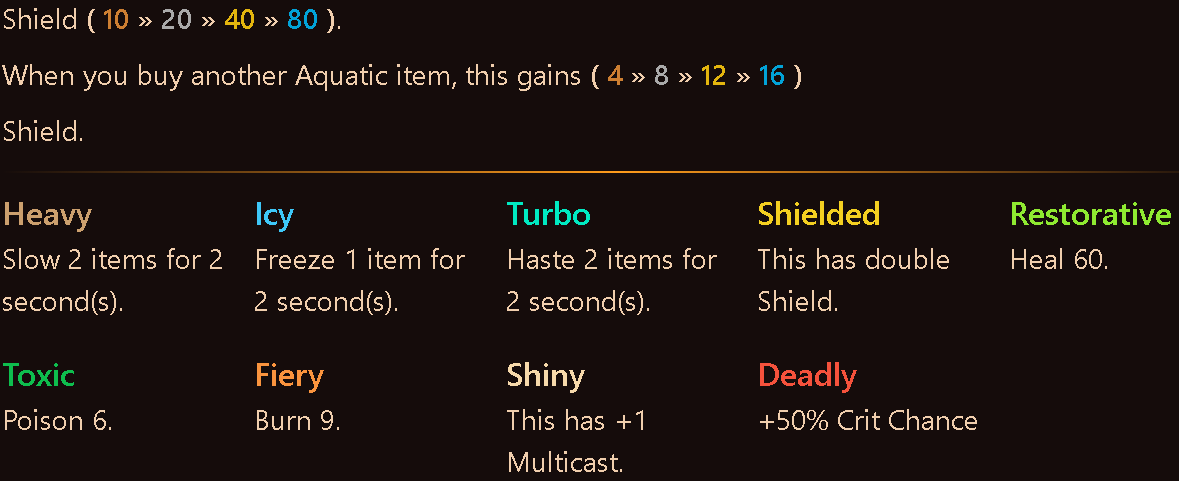 Shield ( 10 » 20 » 40 » 80 ).
When you buy another Aquatic item, this gains ( 4 » 8 » 12 » 16 )
Shield.
Heavy
Slow 2 items for 2
second(s).
Icy
Freeze 1 item for
2 second(s).
Turbo
Haste 2 items for
2 second(s).
Shielded
This has double
Shield.
Restorative
Heal 60.
Toxic
Poison 6.
Fiery
Burn 9.
Shiny
This has +1
Multicast.
Deadly
+50% Crit Chance